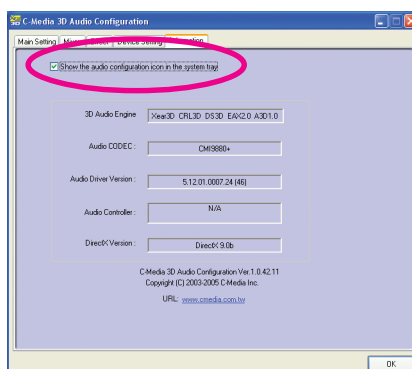 C-Media 3D Audio Configuration
Main Setting
Show the audio configuration icon in the system tray
3D Audio Engine
Xear3D CRL3D DS3D EAX2.0 A3D1.0
Audio CODEC :
CMI9880+
Audio Driver Version :
5.12.01.0007.24 (46)
Audio Controller :
N/A
DirectX Version :
DirectX 9.0b
C-Media 3D Audio Configuration Ver.1.0.42.11
Copyright (C) 2003-2005 C-Media Inc.
URL: www.cmedia.com.tw
OK